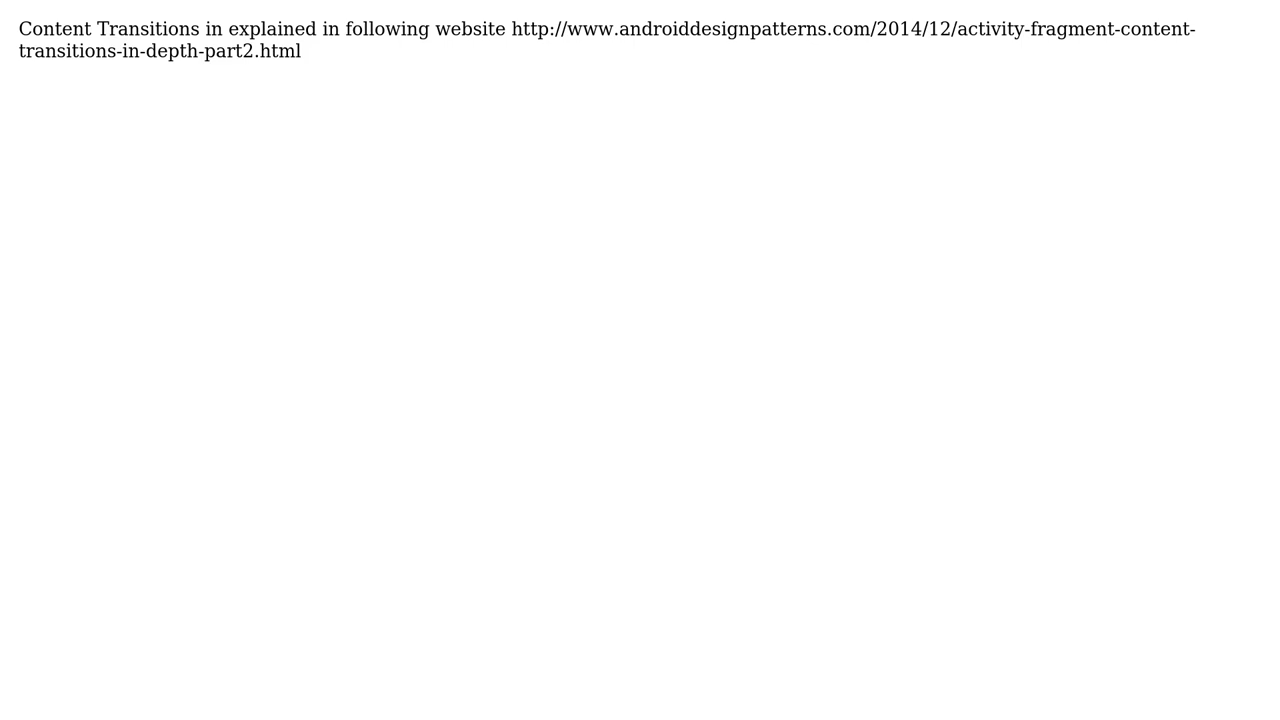 Content Transitions in explained in following website http://www.androiddesignpatterns.com/2014/12/activity-fragment-content-
transitions-in-depth-part2.html